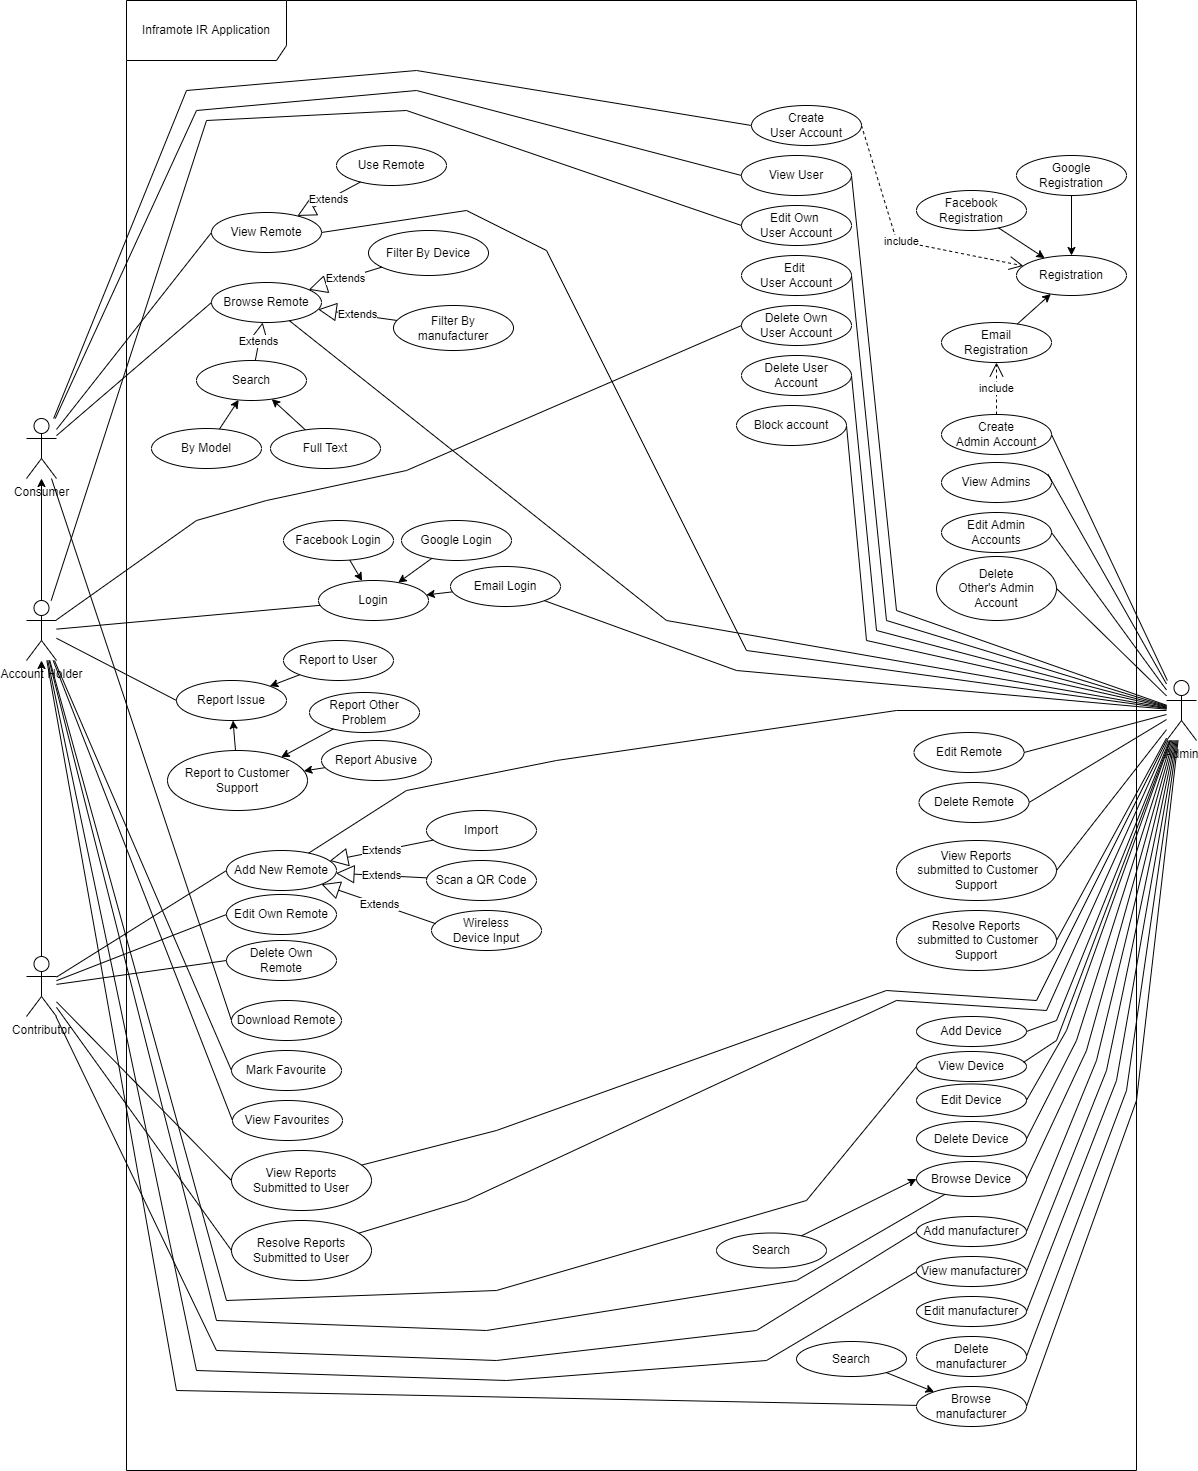 Inframote IR Application
Create
User Account
Use Remote
Extends
View User
Google
Registration
Facebook
Registration
View Remote
Edit Own
User Account
include
Filter By Device
Extends
Edit
User Account
Registration
Browse Remote
Extends
Filter By
manufacturer
Delete Own
User Account
Extends
Email
Registration
Search
Delete User
Account
include
By Model
Full Text
Block account
Create
Admin Account
Consumer
View Admins
Facebook Login
Google Login
Edit Admin
Accounts
Login
Email Login
Delete
Other's Admin
Account
Account Holder
Report to User
Report Issue
Report Other
Problem
Report to Customer
Support
Report Abusive
Edit Remote
Admin
Delete Remote
Import
Extends
Add New Remote
Extends
Scan a QR Code
View Reports
submitted to Customer
Support
Edit Own Remote
Extends
Wireless
Device Input
Resolve Reports
submitted to Customer
Support
Delete Own
Remote
Contributor
Download Remote
Add Device
Mark Favourite
View Device
Edit Device
View Favourites
Delete Device
View Reports
Submitted to User
Browse Device
Resolve Reports
Submitted to User
Search
Add manufacturer
View manufacturer
Edit manufacturer
Search
Delete
manufacturer
Browse
manufacturer